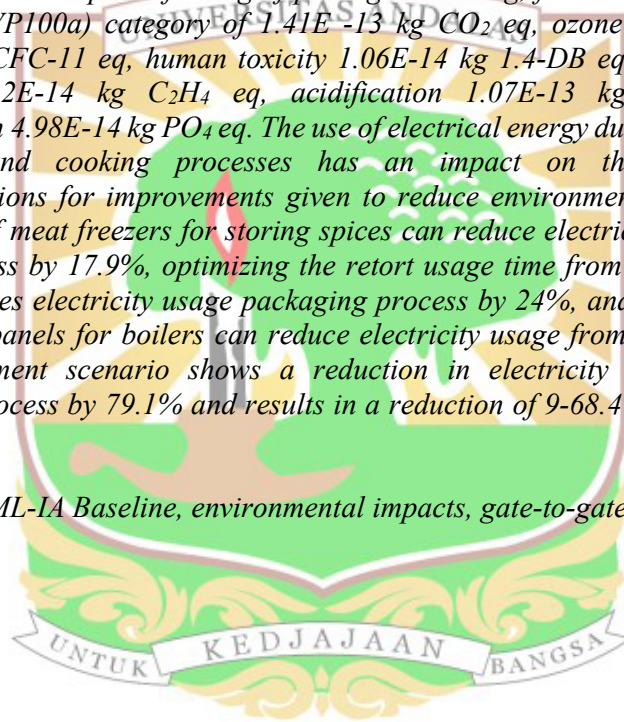 UNIVERSITAS ANDALAS
WP100a) category of 1.41E -13 kg CO₂ eq, ozone
CFC-11 eq, human toxicity 1.06E-14 kg 1.4-DB eq
2E-14 kg C₂H₄ eq, acidification 1.07E-13 kg
4.98E-14 kg PO₄ eq. The use of electrical energy du
nd cooking processes has an impact on th
ions for improvements given to reduce environmen
f meat freezers for storing spices can reduce electric
ss by 17.9%, optimizing the retort usage time from
es electricity usage packaging process by 24%, and
panels for boilers can reduce electricity usage from
ment scenario shows a reduction in electricity
rocess by 79.1% and results in a reduction of 9-68.4
ML-IA Baseline, environmental impacts, gate-to-gate
UNTUK KEDJAJAAN BANGSA